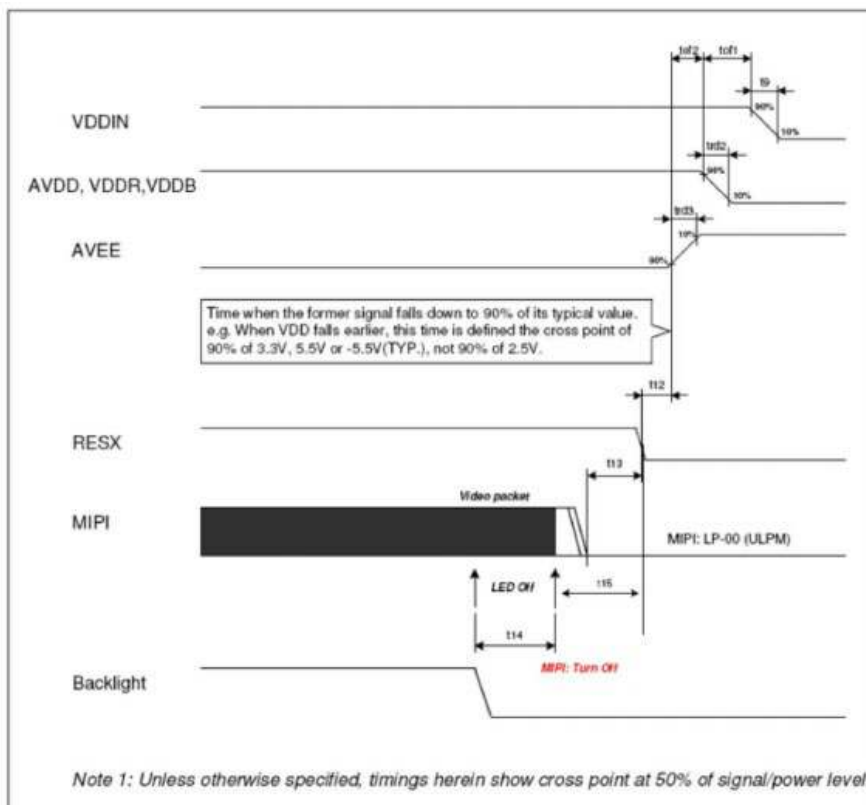 tof2 tof1
t9
VDDIN
90%
10%
trd2
AVDD, VDDR,VDDB
90%
10%
trd3
AVEE
10%
90%
Time when the former signal falls down to 90% of its typical value.
e.g. When VDD falls earlier, this time is defined the cross point of
90% of 3.3V, 5.5V or -5.5V(TYP.), not 90% of 2.5V.
t12
RESX
t13
Video packet
MIPI
MIPI: LP-00 (ULPM)
LED Off
t15
t14
MIPI: Turn Off
Backlight
Note 1: Unless otherwise specified, timings herein show cross point at 50% of signal/power level